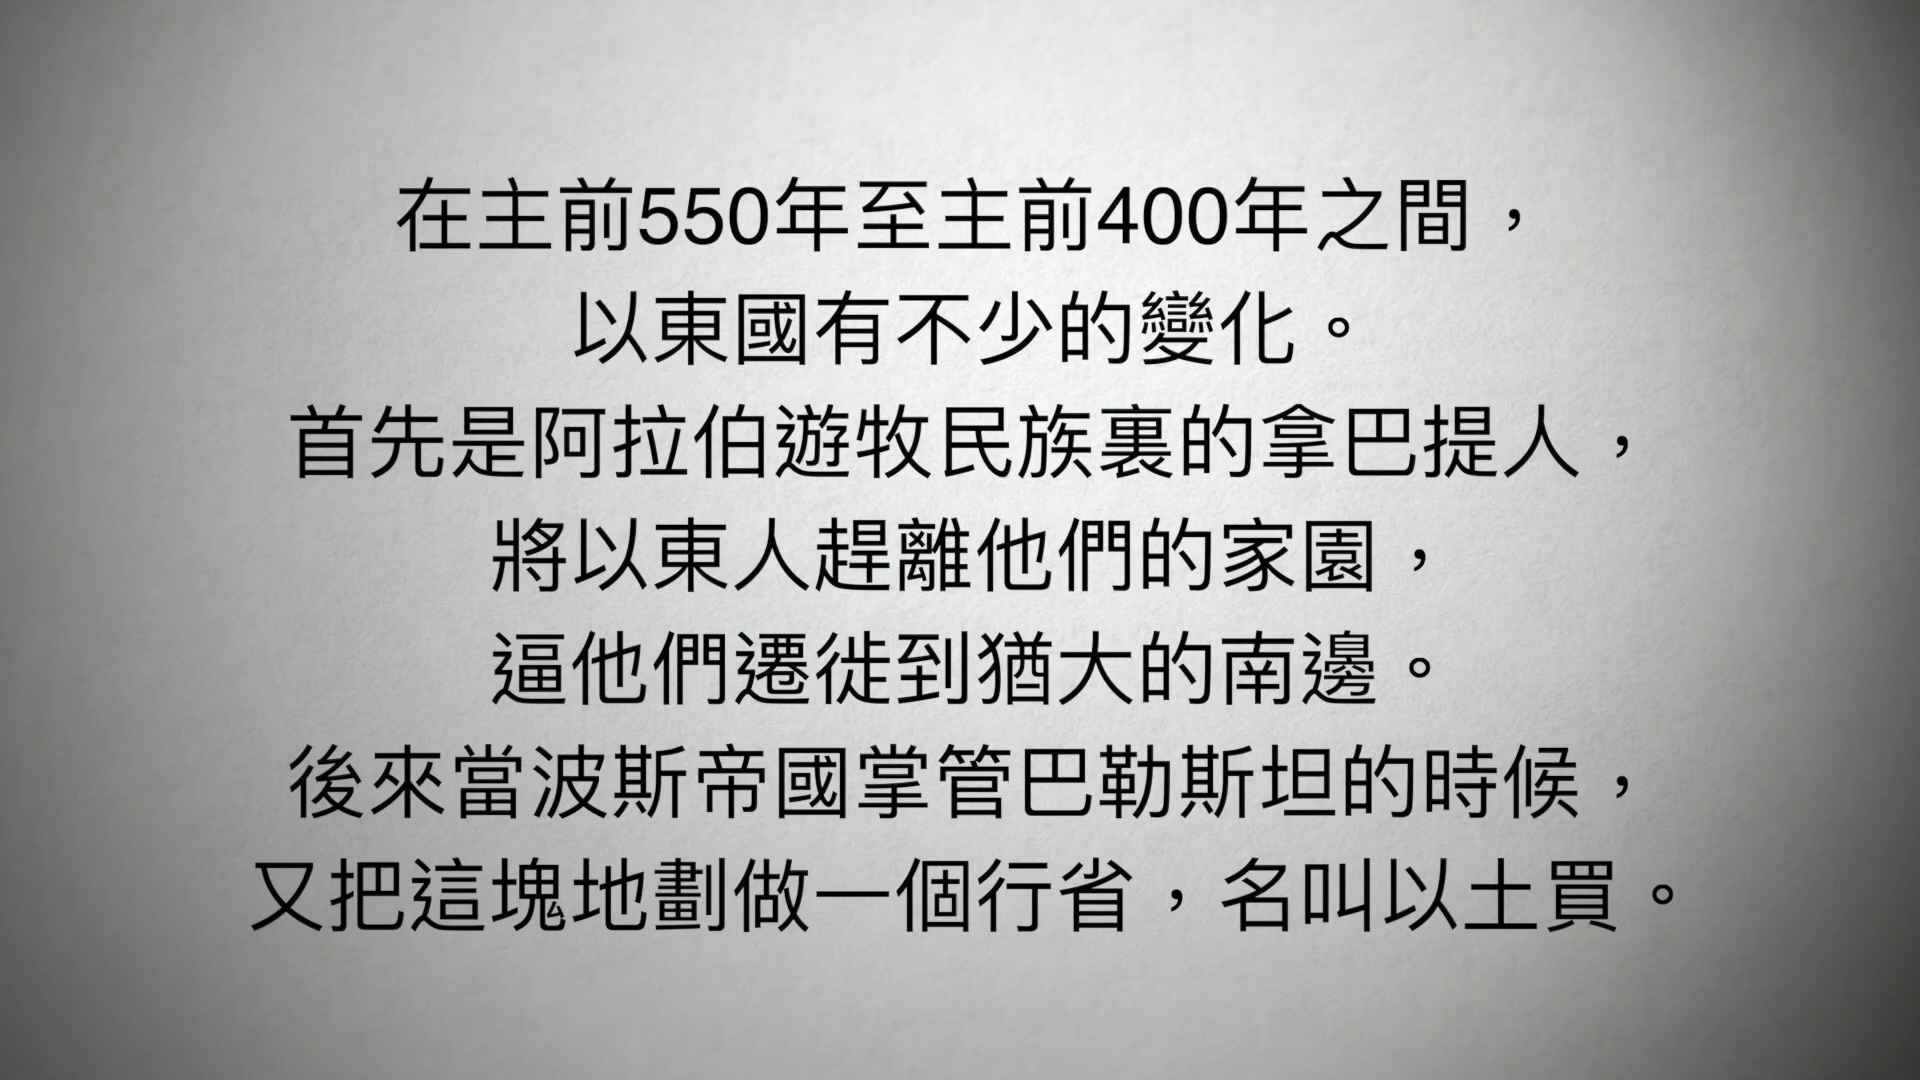 在主前550年至主前400年之間，
以東國有不少的變化。
首先是阿拉伯遊牧民族裏的拿巴提人，
將以東人趕離他們的家園，
逼他們遷徙到猶大的南邊。
後來當波斯帝國掌管巴勒斯坦的時候，
又把這塊地劃做一個行省，名叫以土買。